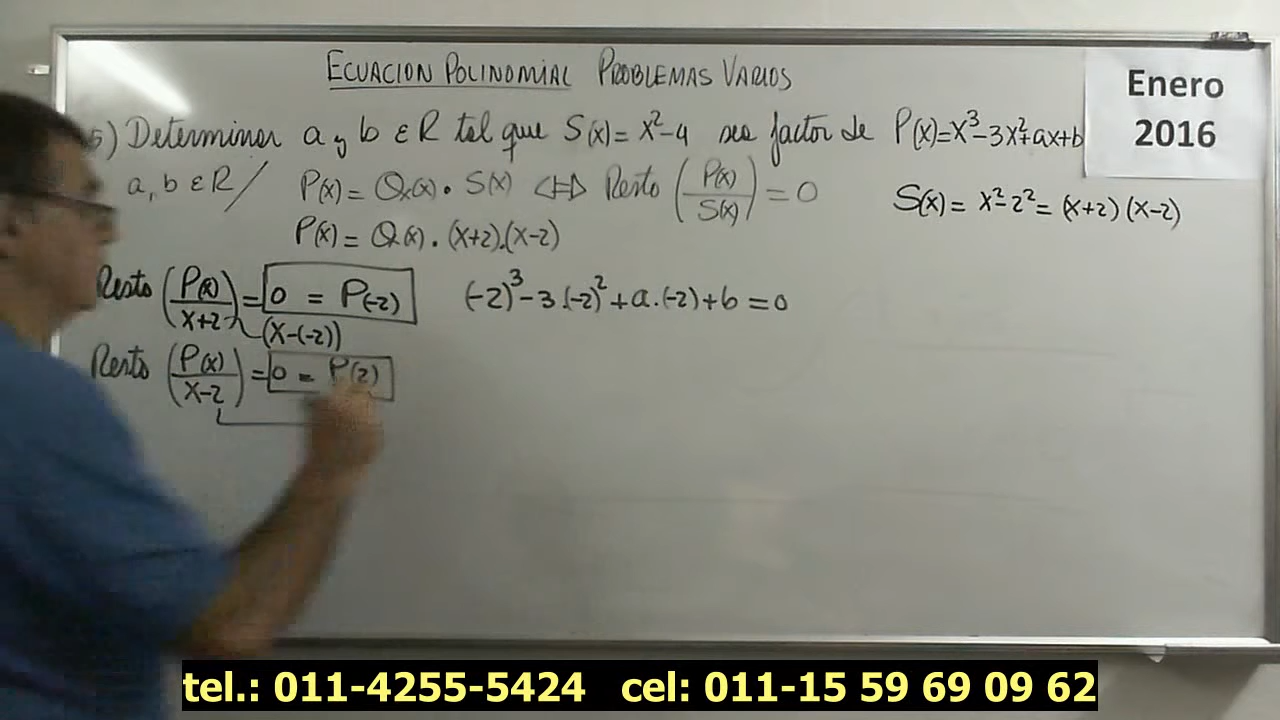 ECUACION POLINOMIAL PROBLEMAS VARIOS
Enero
2016
5) Determinar a y b ∈ R tal que S(x)= x²-4 sea factor de P(x)=x³-3x²+ax+b
a, b ∈ R / P(x) = Q(x) · S(x) ⇔ Resto (P(x)/S(x)) = 0
S(x) = x²-2² = (x+2) (x-2)
P(x) = Q(x) · (x+2).(x-2)
Resto (P(x)/x+2) = 0 = P(-2) (-2)³-3.(-2)²+a.(-2)+b=0
(x-(-2))
Resto (P(x)/x-2) = 0 = P(2)
tel.: 011-4255-5424 cel: 011-15 59 69 09 62